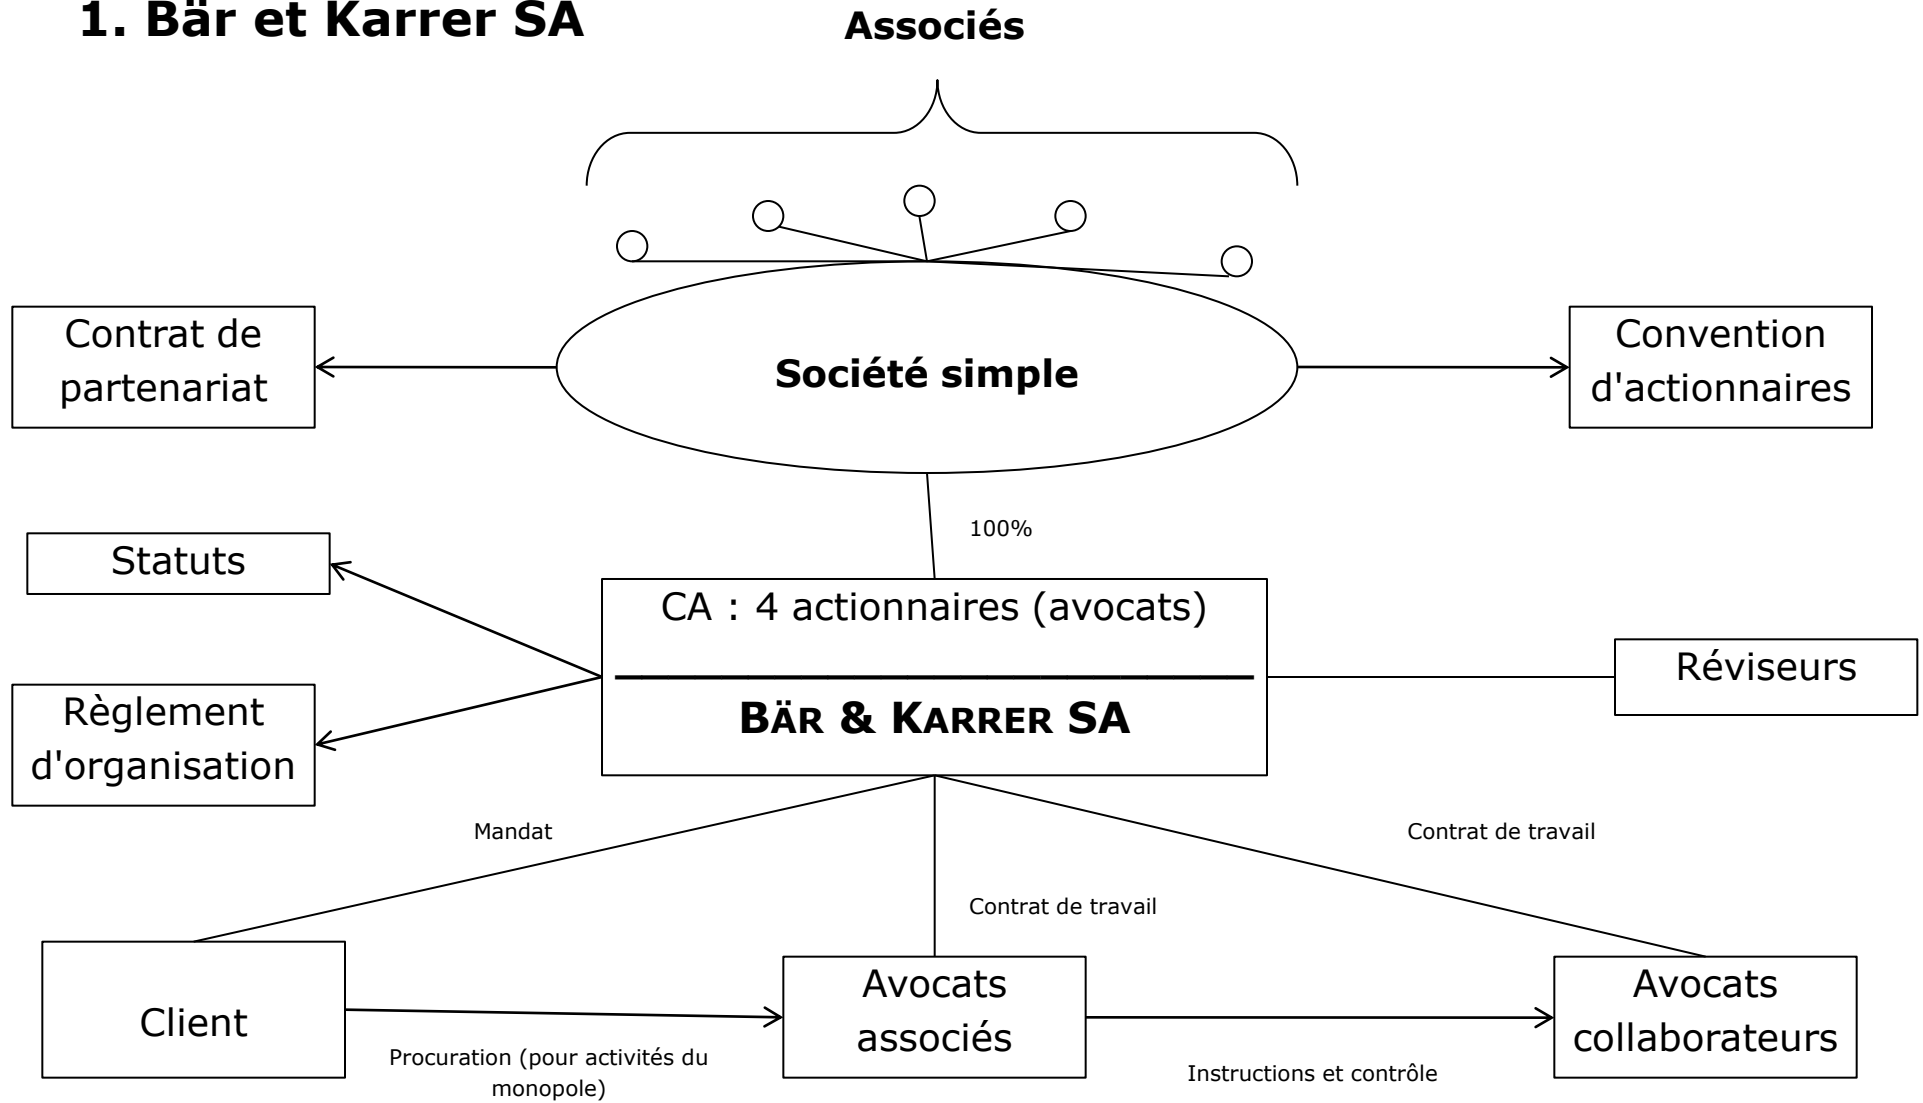 1. Bär et Karrer SA
Associés
Contrat de
partenariat
Société simple
Convention
d'actionnaires
100%
Statuts
CA : 4 actionnaires (avocats)
Réviseurs
Règlement
d'organisation
BÄR & KARRER SA
Mandat
Contrat de travail
Contrat de travail
Client
Avocats
associés
Avocats
collaborateurs
Procuration (pour activités du
monopole)
Instructions et contrôle